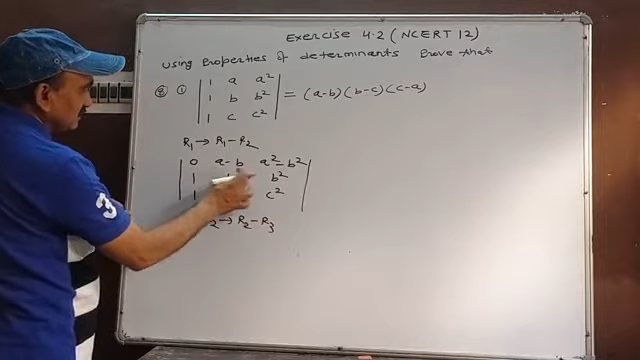 Exercise 4.2 (NCERT 12)
Using Properties of determinants Prove that
Q i | 1 a a² |
| 1 b b² | = (a-b) (b-c) (c-a)
| 1 c c² |
R₁ → R₁ - R₂
| 0 a-b a²-b² |
| 1 b² |
| 1 c² |
R₂ → R₂ - R₃
3